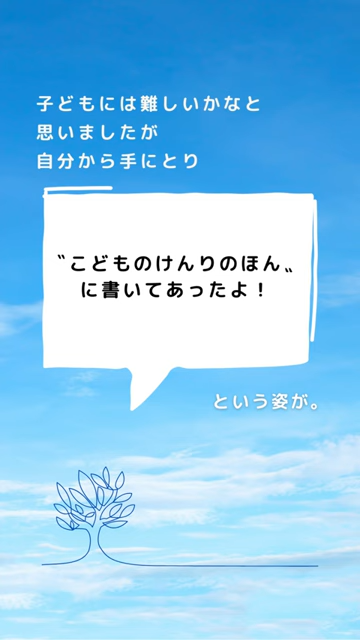 子どもには難しいかなと
思いましたが
自分から手にとり
〝こどものけんりのほん〟
に書いてあったよ！
という姿が。